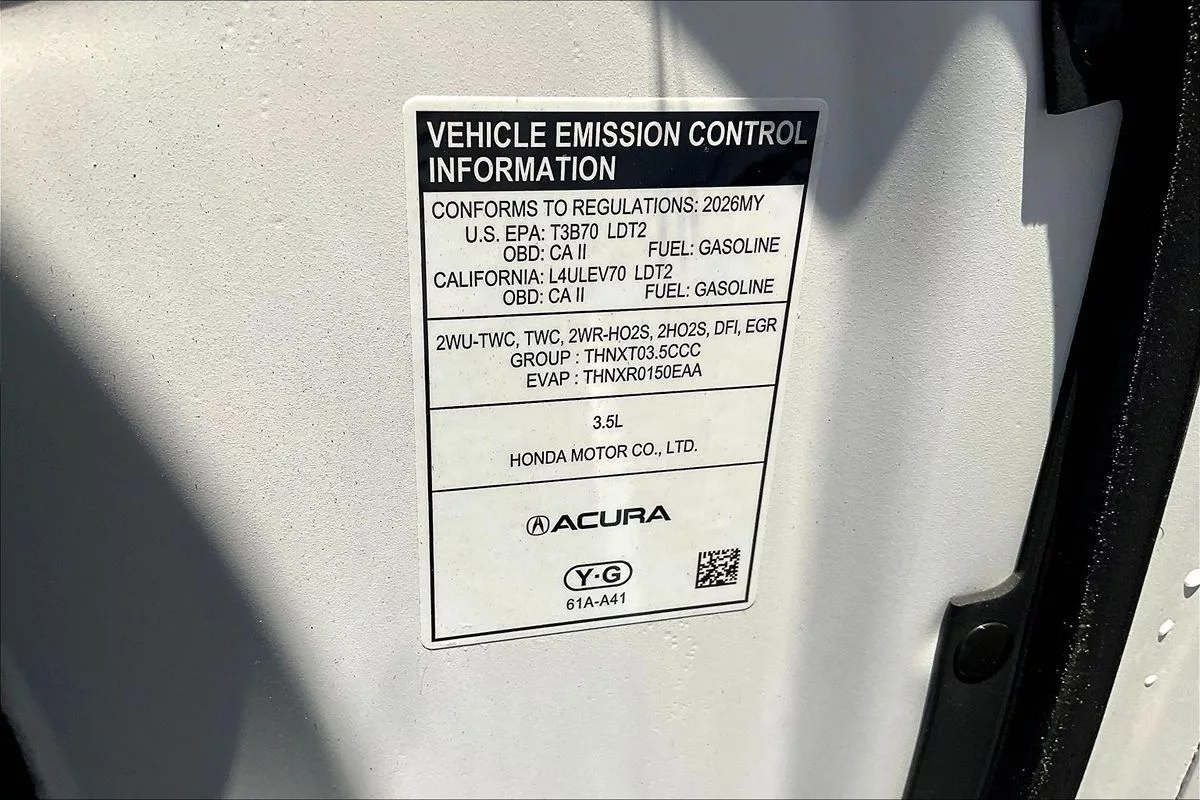 VEHICLE EMISSION CONTROL
INFORMATION
CONFORMS TO REGULATIONS: 2026MY
U.S. EPA: T3B70 LDT2
OBD: CA II FUEL: GASOLINE
CALIFORNIA: L4ULEV70 LDT2
OBD: CA II FUEL: GASOLINE
2WU-TWC, TWC, 2WR-HO2S, 2HO2S, DFI, EGR
GROUP : THNXT03.5CCC
EVAP : THNXR0150EAA
3.5L
HONDA MOTOR CO., LTD.
ACURA
Y·G
61A-A41